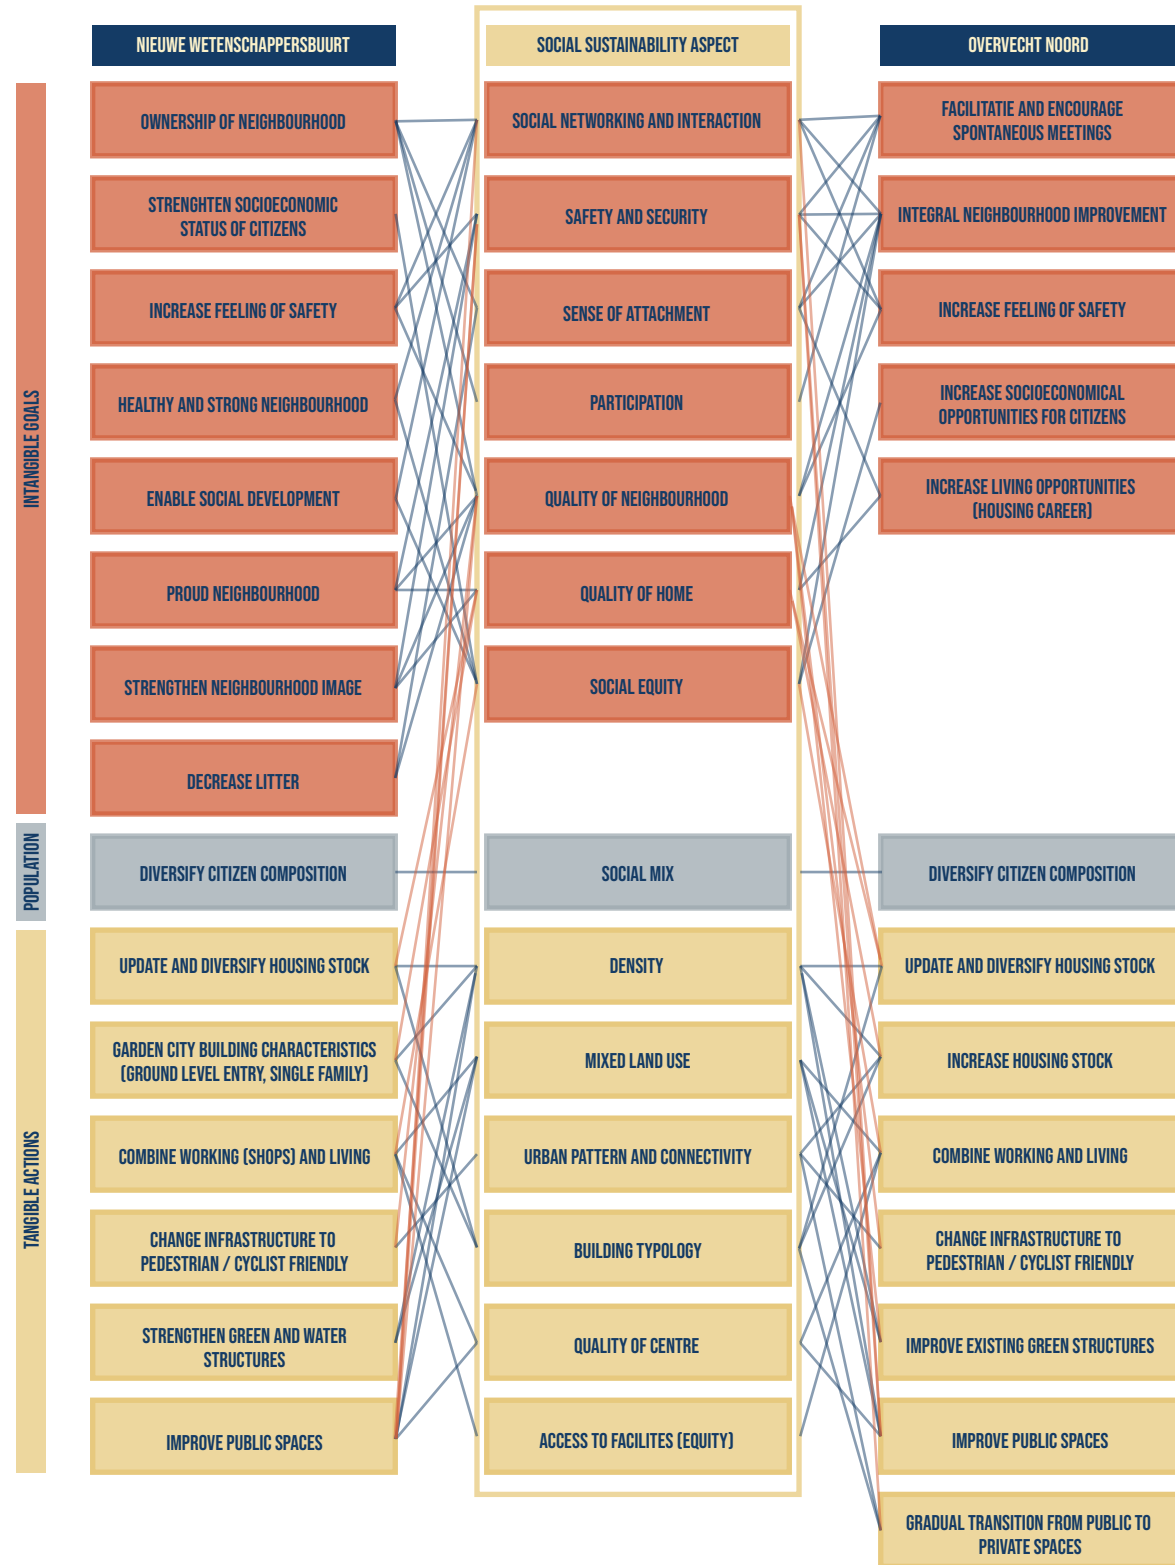 NIEUWE WETENSCHAPPERSBUURT
SOCIAL SUSTAINABILITY ASPECT
OVERVECHT NOORD
INTANGIBLE GOALS
OWNERSHIP OF NEIGHBOURHOOD
SOCIAL NETWORKING AND INTERACTION
FACILITATIE AND ENCOURAGE
SPONTANEOUS MEETINGS
STRENGHTEN SOCIOECONOMIC
STATUS OF CITIZENS
SAFETY AND SECURITY
INTEGRAL NEIGHBOURHOOD IMPROVEMENT
INCREASE FEELING OF SAFETY
SENSE OF ATTACHMENT
INCREASE FEELING OF SAFETY
HEALTHY AND STRONG NEIGHBOURHOOD
PARTICIPATION
INCREASE SOCIOECONOMICAL
OPPORTUNITIES FOR CITIZENS
ENABLE SOCIAL DEVELOPMENT
QUALITY OF NEIGHBOURHOOD
INCREASE LIVING OPPORTUNITIES
(HOUSING CAREER)
PROUD NEIGHBOURHOOD
QUALITY OF HOME
STRENGTHEN NEIGHBOURHOOD IMAGE
SOCIAL EQUITY
DECREASE LITTER
POPULATION
DIVERSIFY CITIZEN COMPOSITION
SOCIAL MIX
DIVERSIFY CITIZEN COMPOSITION
TANGIBLE ACTIONS
UPDATE AND DIVERSIFY HOUSING STOCK
DENSITY
UPDATE AND DIVERSIFY HOUSING STOCK
GARDEN CITY BUILDING CHARACTERISTICS
(GROUND LEVEL ENTRY, SINGLE FAMILY)
MIXED LAND USE
INCREASE HOUSING STOCK
COMBINE WORKING (SHOPS) AND LIVING
URBAN PATTERN AND CONNECTIVITY
COMBINE WORKING AND LIVING
CHANGE INFRASTRUCTURE TO
PEDESTRIAN / CYCLIST FRIENDLY
BUILDING TYPOLOGY
CHANGE INFRASTRUCTURE TO
PEDESTRIAN / CYCLIST FRIENDLY
STRENGTHEN GREEN AND WATER
STRUCTURES
QUALITY OF CENTRE
IMPROVE EXISTING GREEN STRUCTURES
IMPROVE PUBLIC SPACES
ACCESS TO FACILITES (EQUITY)
IMPROVE PUBLIC SPACES
GRADUAL TRANSITION FROM PUBLIC TO
PRIVATE SPACES